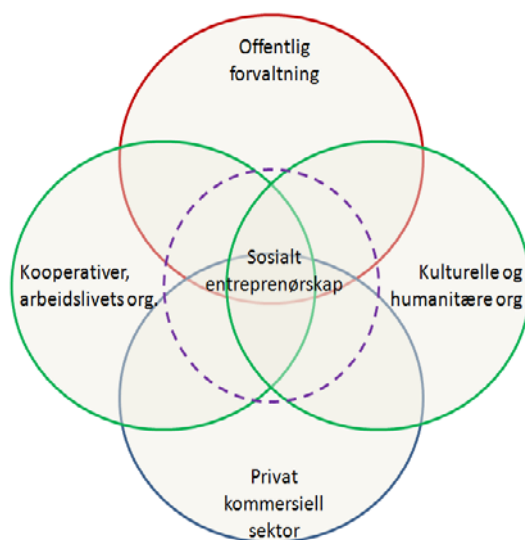 Offentlig
forvaltning
Kooperativer,
arbeidslivets org.
Sosialt
entreprenørskap
Kulturelle og
humanitære org
Privat
kommersiell
sektor